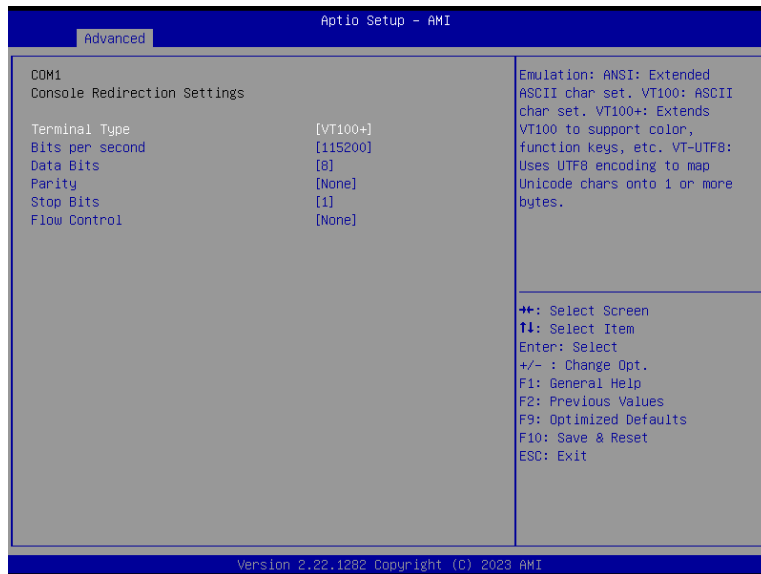 Aptio Setup – AMI
Advanced
COM1
Console Redirection Settings
Terminal Type [VT100+]
Bits per second [115200]
Data Bits [8]
Parity [None]
Stop Bits [1]
Flow Control [None]
Emulation: ANSI: Extended
ASCII char set. VT100: ASCII
char set. VT100+: Extends
VT100 to support color,
function keys, etc. VT-UTF8:
Uses UTF8 encoding to map
Unicode chars onto 1 or more
bytes.
→←: Select Screen
↑↓: Select Item
Enter: Select
+/- : Change Opt.
F1: General Help
F2: Previous Values
F9: Optimized Defaults
F10: Save & Reset
ESC: Exit
Version 2.22.1282 Copyright (C) 2023 AMI